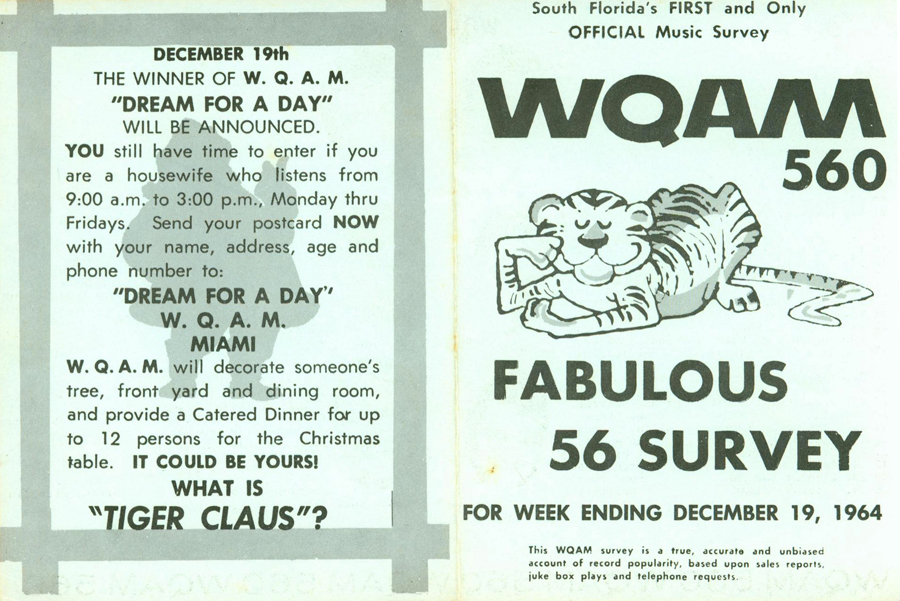 DECEMBER 19th
THE WINNER OF W. Q. A. M.
"DREAM FOR A DAY"
WILL BE ANNOUNCED.
YOU still have time to enter if you
are a housewife who listens from
9:00 a.m. to 3:00 p.m., Monday thru
Fridays. Send your postcard NOW
with your name, address, age and
phone number to:
"DREAM FOR A DAY"
W. Q. A. M.
MIAMI
W. Q. A. M. will decorate someone's
tree, front yard and dining room,
and provide a Catered Dinner for up
to 12 persons for the Christmas
table. IT COULD BE YOURS!
WHAT IS
"TIGER CLAUS"?
South Florida's FIRST and Only
OFFICIAL Music Survey
WQAM
560
FABULOUS
56 SURVEY
FOR WEEK ENDING DECEMBER 19, 1964
This WQAM survey is a true, accurate and unbiased
account of record popularity, based upon sales reports,
juke box plays and telephone requests.